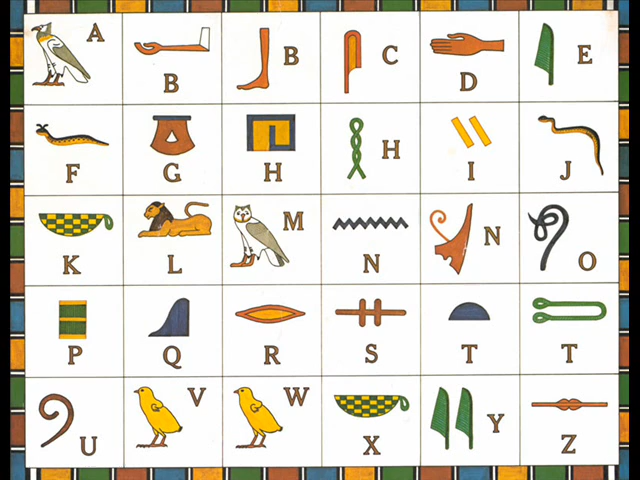 A B B C D E
F G H H I J
K L M N N O
P Q R S T T
U V W X Y Z